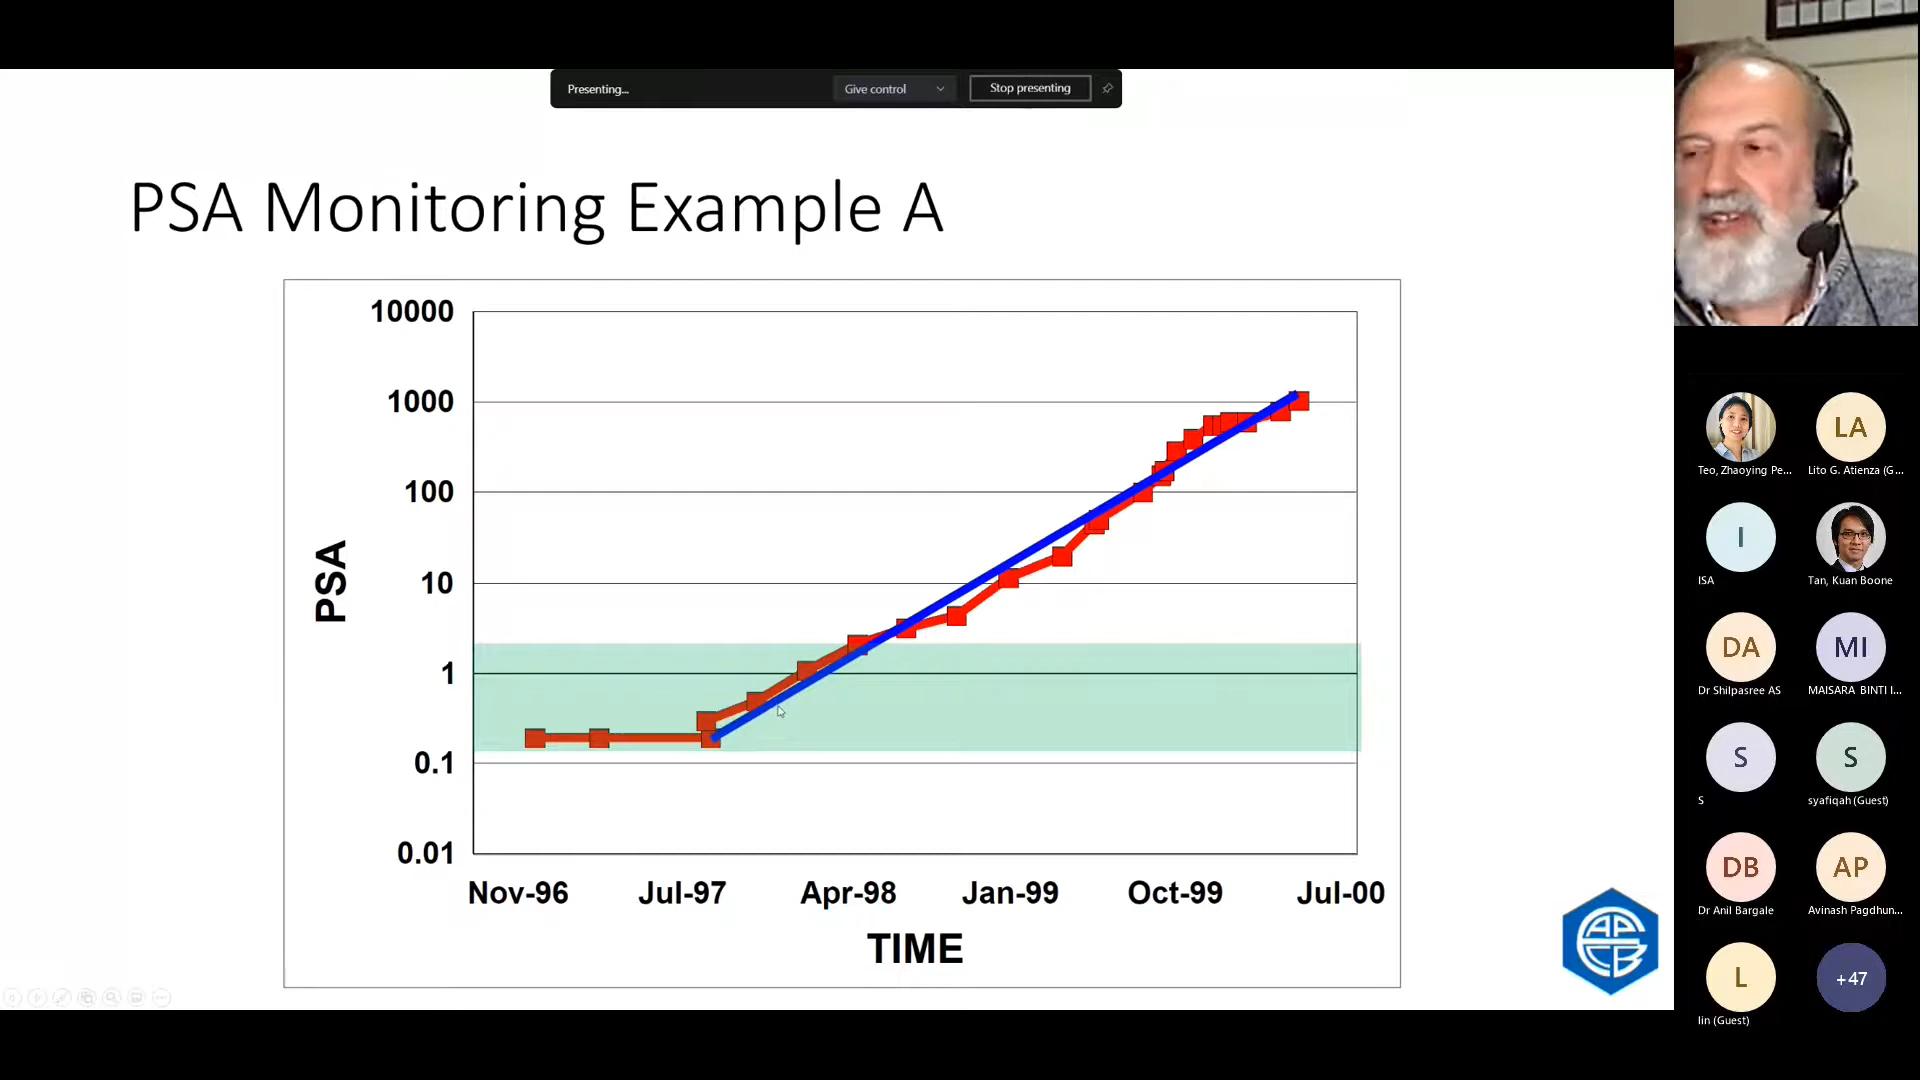 Presenting...
Give control
Stop presenting
PSA Monitoring Example A
10000
1000
100
10
1
0.1
0.01
PSA
Nov-96 Jul-97 Apr-98 Jan-99 Oct-99 Jul-00
TIME
APFCB
Teo, Zhaoying Pe...
LA
Lito G. Atienza (G...
I
ISA
Tan, Kuan Boone
DA
Dr Shilpasree AS
MI
MAISARA BINTI I...
S
S
S
syafiqah (Guest)
DB
Dr Anil Bargale
AP
Avinash Pagdhun...
L
lin (Guest)
+47